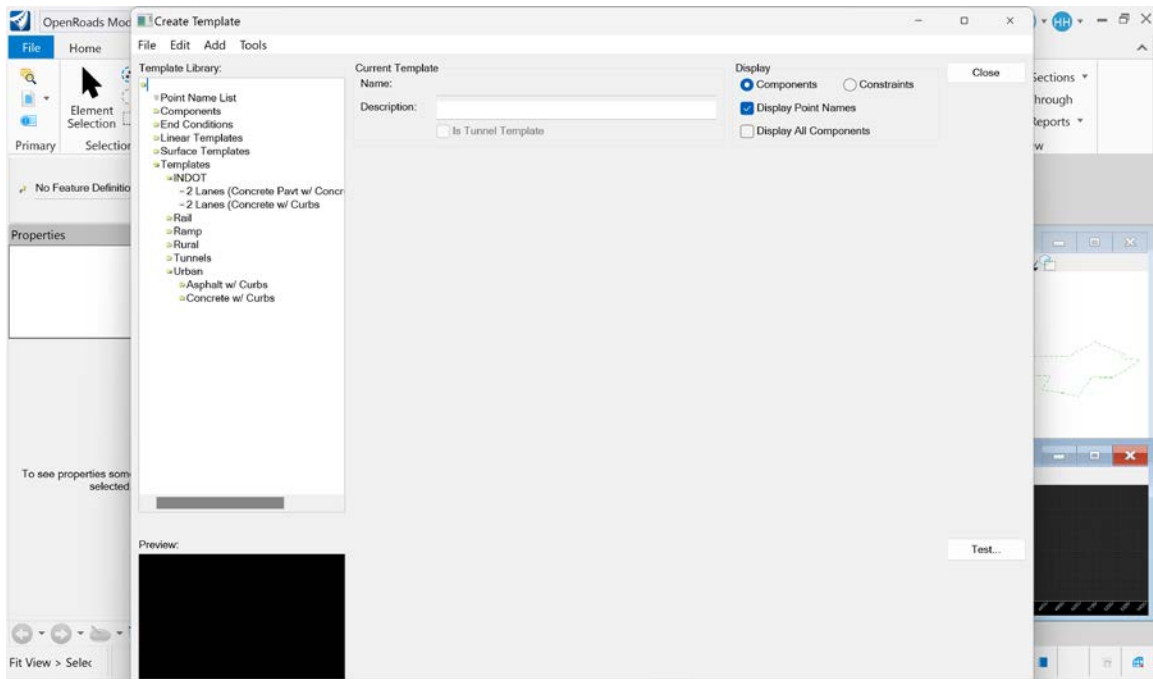 OpenRoads Mod
Create Template
HH
File
Home
File Edit Add Tools
Template Library:
Point Name List
Components
End Conditions
Linear Templates
Surface Templates
Templates
INDOT
2 Lanes (Concrete Pavt w/ Concr
2 Lanes (Concrete w/ Curbs
Rail
Ramp
Rural
Tunnels
Urban
Asphalt w/ Curbs
Concrete w/ Curbs
Current Template
Name:
Description:
Is Tunnel Template
Display
Components
Constraints
Display Point Names
Display All Components
Close
Test...
Preview:
Element
Selection
Primary
Selection
No Feature Definitio
Properties
To see properties som
selected
Sections
hrough
Reports
w
Fit View > Selec